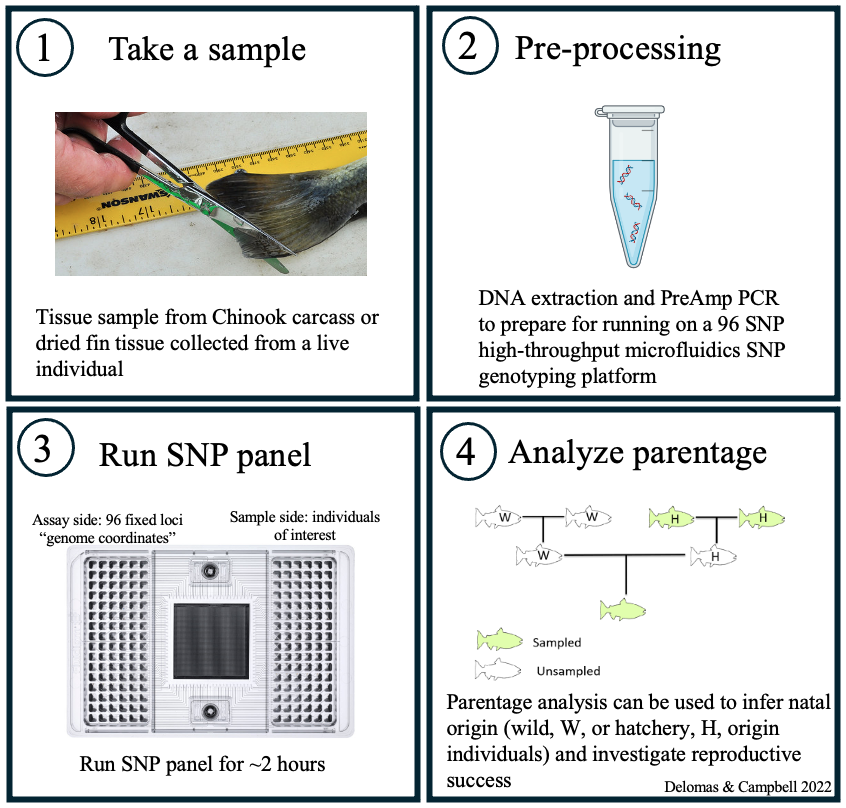 1 Take a sample
SWANSON
18 17
Tissue sample from Chinook carcass or
dried fin tissue collected from a live
individual
2 Pre-processing
DNA extraction and PreAmp PCR
to prepare for running on a 96 SNP
high-throughput microfluidics SNP
genotyping platform
3 Run SNP panel
Assay side: 96 fixed loci
“genome coordinates”
Sample side: individuals
of interest
Run SNP panel for ~2 hours
4 Analyze parentage
W W H H
W H
Sampled
Unsampled
Parentage analysis can be used to infer natal
origin (wild, W, or hatchery, H, origin
individuals) and investigate reproductive
success
Delomas & Campbell 2022